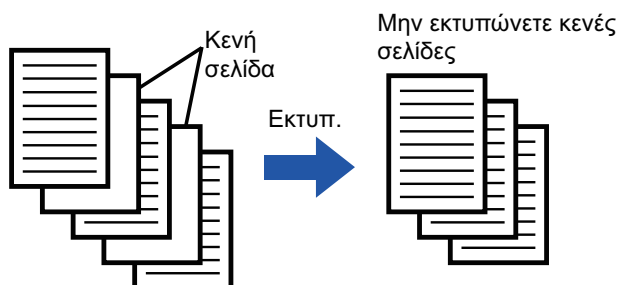 Κενή
σελίδα
Εκτυπ.
Μην εκτυπώνετε κενές
σελίδες